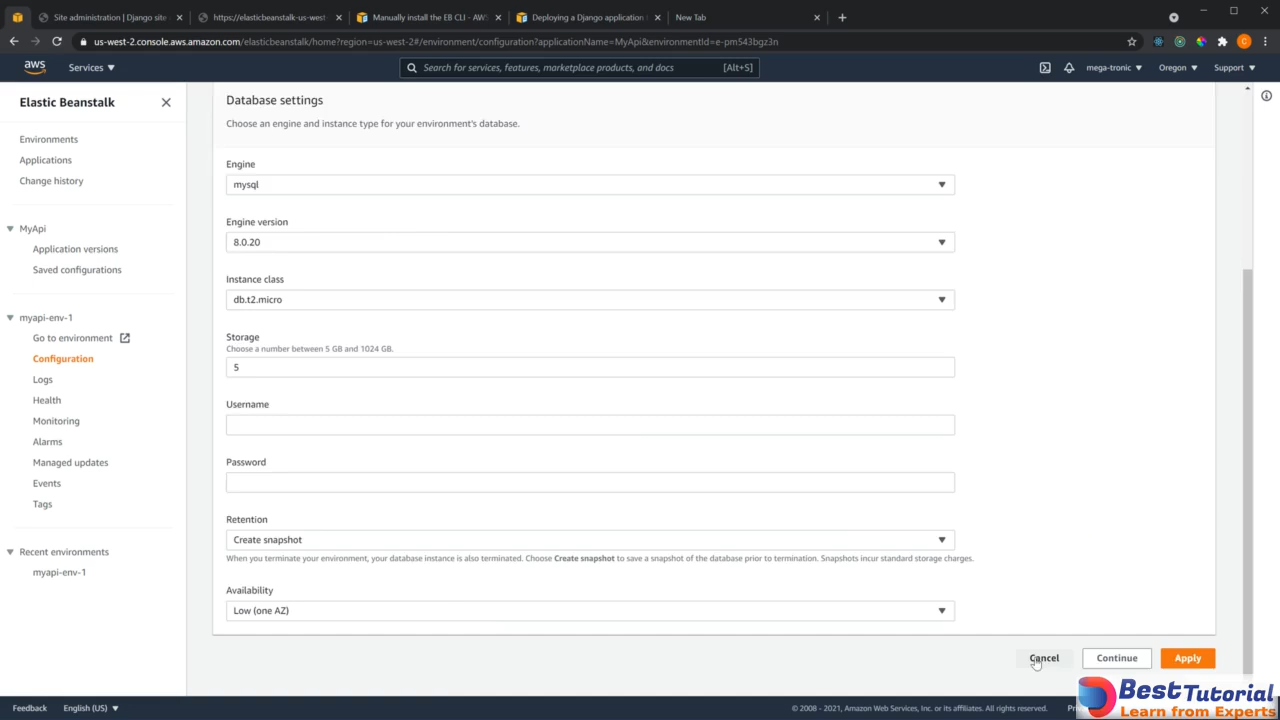 Site administration | Django site
https://elasticbeanstalk-us-west-
Manually install the EB CLI - AWS
Deploying a Django application
New Tab
us-west-2.console.aws.amazon.com/elasticbeanstalk/home?region=us-west-2#/environment/configuration?applicationName=MyApi&environmentId=e-pm543bgz3n
C
aws
Services
Search for services, features, marketplace products, and docs
[Alt+S]
mega-tronic
Oregon
Support
Elastic Beanstalk
Environments
Applications
Change history
MyApi
Application versions
Saved configurations
myapi-env-1
Go to environment
Configuration
Logs
Health
Monitoring
Alarms
Managed updates
Events
Tags
Recent environments
myapi-env-1
Database settings
Choose an engine and instance type for your environment's database.
Engine
mysql
Engine version
8.0.20
Instance class
db.t2.micro
Storage
Choose a number between 5 GB and 1024 GB.
5
Username
Password
Retention
Create snapshot
When you terminate your environment, your database instance is also terminated. Choose Create snapshot to save a snapshot of the database prior to termination. Snapshots incur standard storage charges.
Availability
Low (one AZ)
Cancel
Continue
Apply
Feedback
English (US)
© 2008 - 2021, Amazon Web Services, Inc. or its affiliates. All rights reserved.
BestTutorial
Learn from Experts